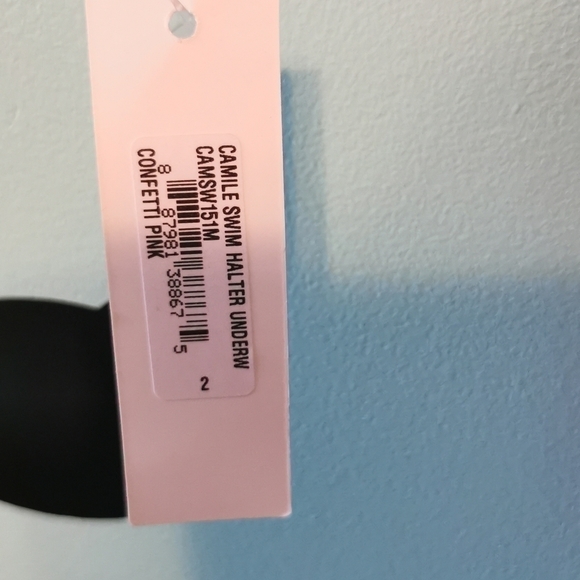 CAMILE SWIM HALTER UNDERW
CAMSW151M
8 87981 38867 5
CONFETTI PINK
2